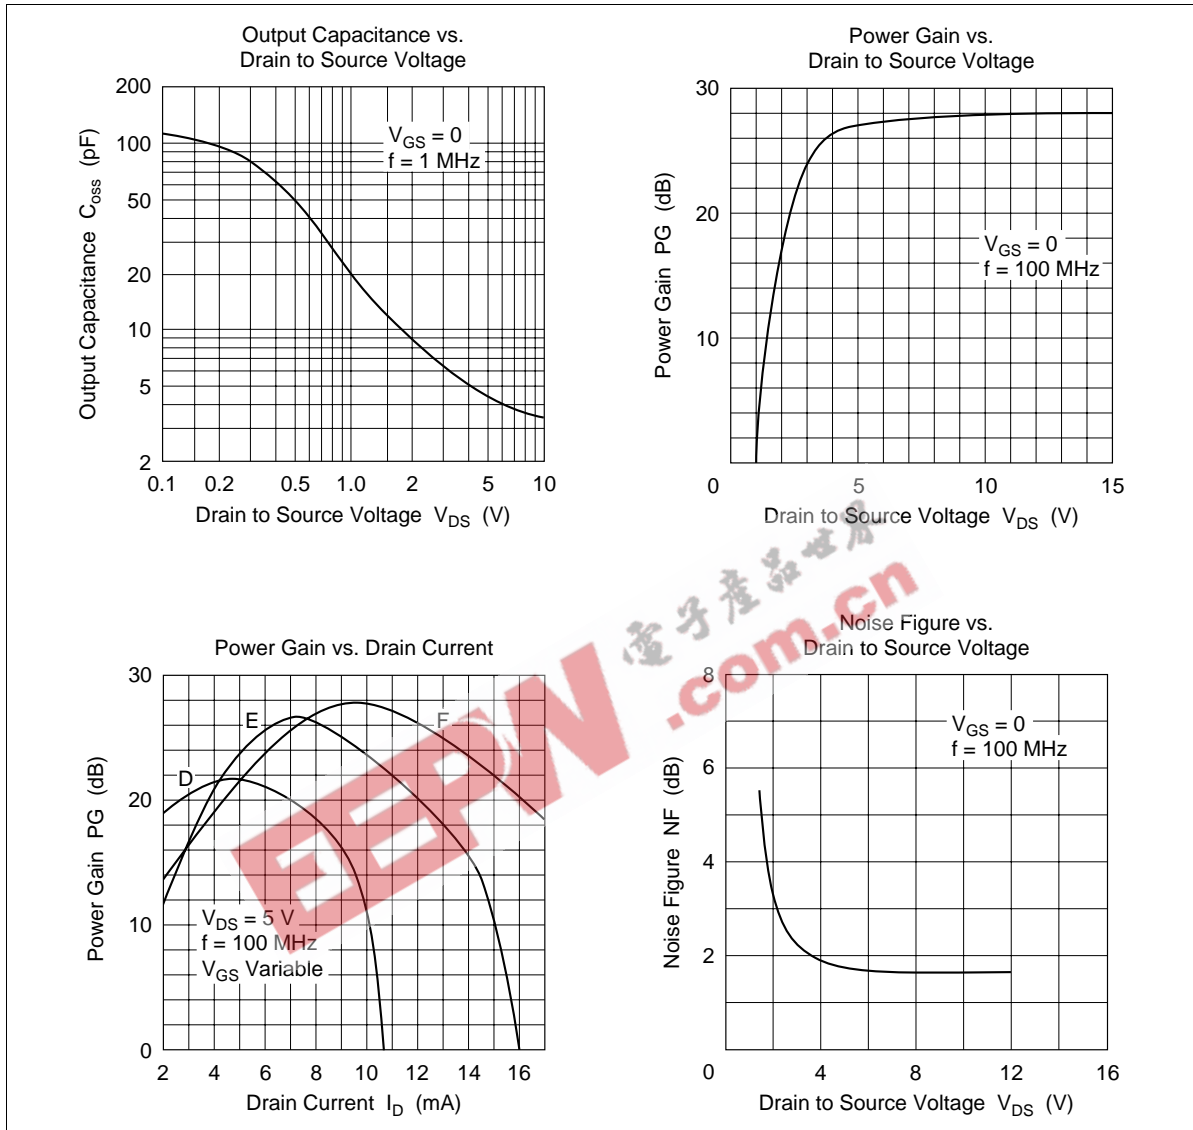 Output Capacitance vs.
Drain to Source Voltage
200
100
50
20
10
5
2
Output Capacitance Coss (pF)
VGS = 0
f = 1 MHz
0.1 0.2 0.5 1.0 2 5 10
Drain to Source Voltage VDS (V)
Power Gain vs.
Drain to Source Voltage
30
20
10
Power Gain PG (dB)
VGS = 0
f = 100 MHz
0 5 10 15
Drain to Source Voltage VDS (V)
電子產品世界
EEPW.com.cn
Power Gain vs. Drain Current
30
20
10
0
Power Gain PG (dB)
D
E
F
VDS = 5 V
f = 100 MHz
VGS Variable
2 4 6 8 10 12 14 16
Drain Current ID (mA)
Noise Figure vs.
Drain to Source Voltage
8
6
4
2
Noise Figure NF (dB)
VGS = 0
f = 100 MHz
0 4 8 12 16
Drain to Source Voltage VDS (V)